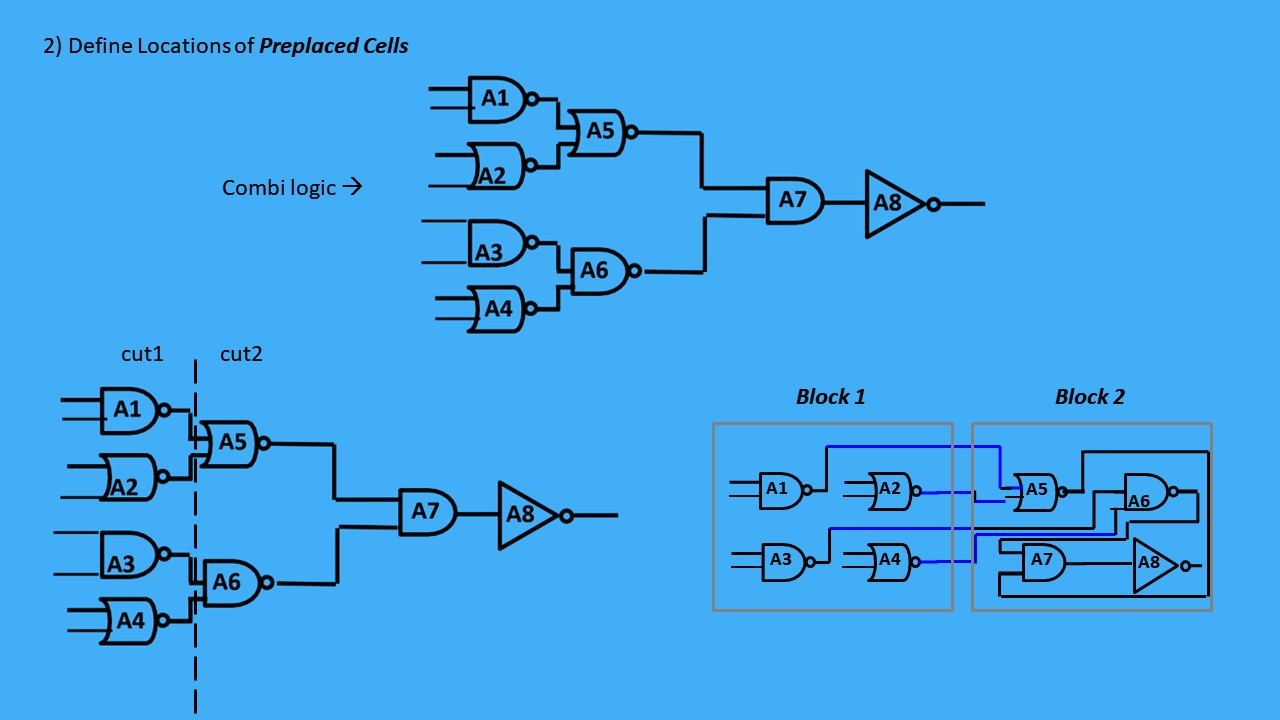 2) Define Locations of Preplaced Cells
A1
A5
A2
Combi logic →
A7
A8
A3
A6
A4
cut1
cut2
A1
A5
A2
A7
A8
A3
A6
A4
Block 1
Block 2
A1
A2
A5
A6
A3
A4
A7
A8